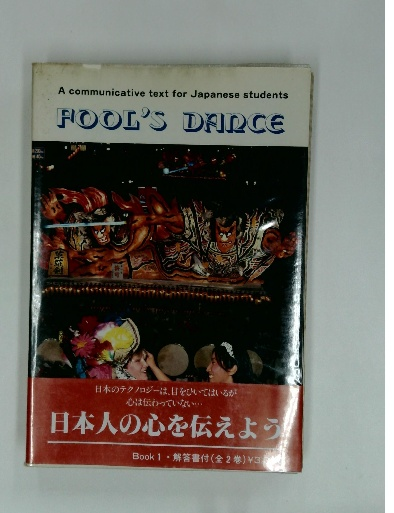 A communicative text for Japanese students
FOOL'S DANCE
日本のテクノロジーは、目をひいてはいるが
心は伝わっていない…
日本人の心を伝えよう
Book 1・解答書付(全2巻)